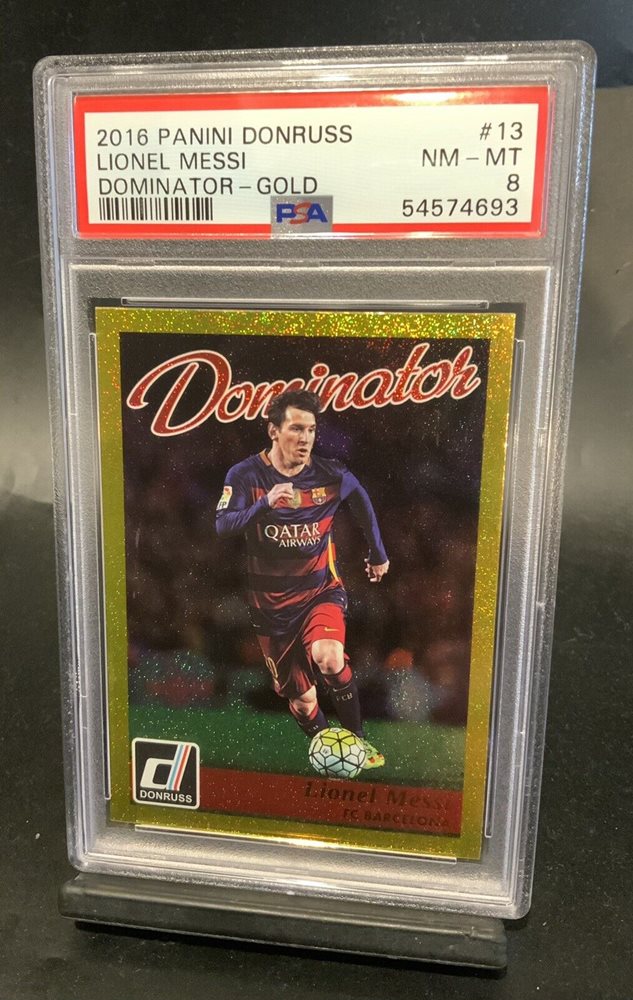 2016 PANINI DONRUSS #13
LIONEL MESSI NM - MT
DOMINATOR - GOLD 8
PSA 54574693
Dominator
QATAR
AIRWAYS
FCB
DONRUSS
Lionel Messi
FC BARCELONA